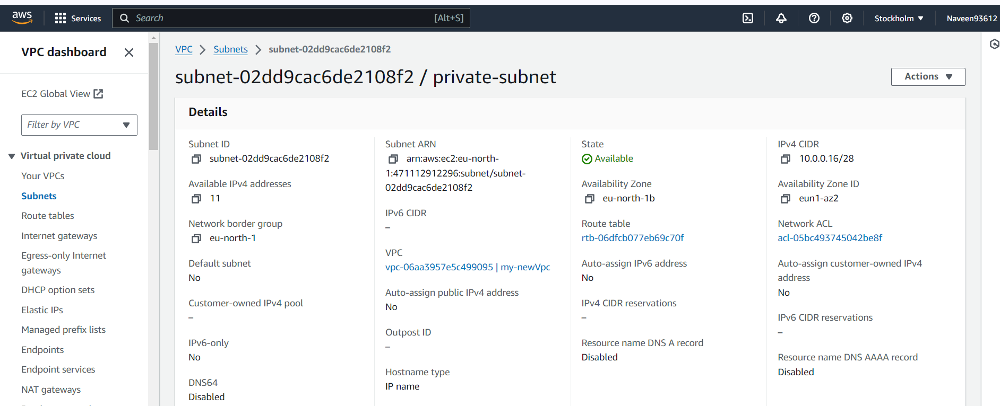 aws
Services
Search
[Alt+S]
Stockholm
Naveen93612
VPC dashboard
EC2 Global View
Filter by VPC
Virtual private cloud
Your VPCs
Subnets
Route tables
Internet gateways
Egress-only Internet
gateways
DHCP option sets
Elastic IPs
Managed prefix lists
Endpoints
Endpoint services
NAT gateways
VPC
Subnets
subnet-02dd9cac6de2108f2
subnet-02dd9cac6de2108f2 / private-subnet
Actions
Details
Subnet ID
subnet-02dd9cac6de2108f2
Available IPv4 addresses
11
Network border group
eu-north-1
Default subnet
No
Customer-owned IPv4 pool
–
IPv6-only
No
DNS64
Disabled
Subnet ARN
arn:aws:ec2:eu-north-
1:471112912296:subnet/subnet-
02dd9cac6de2108f2
IPv6 CIDR
–
VPC
vpc-06aa3957e5c499095 | my-newVpc
Auto-assign public IPv4 address
No
Outpost ID
–
Hostname type
IP name
State
Available
Availability Zone
eu-north-1b
Route table
rtb-06dfcb077eb69c70f
Auto-assign IPv6 address
No
IPv4 CIDR reservations
–
Resource name DNS A record
Disabled
IPv4 CIDR
10.0.0.16/28
Availability Zone ID
eun1-az2
Network ACL
acl-05bc493745042be8f
Auto-assign customer-owned IPv4
address
No
IPv6 CIDR reservations
–
Resource name DNS AAAA record
Disabled